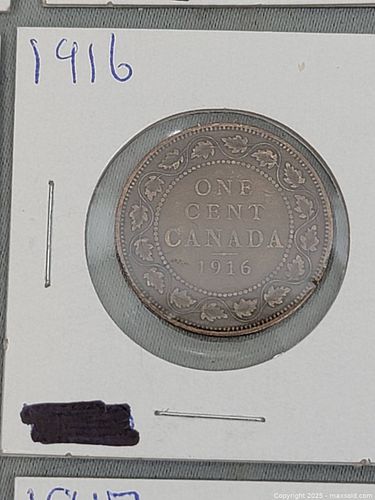 1916
ONE
CENT
CANADA
1916
Copyright 2025 - maxsold.com